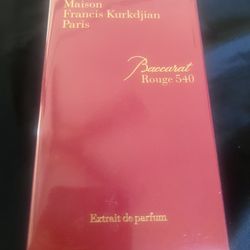 Maison
Francis Kurkdjian
Paris
Baccarat
Rouge 540
Extrait de parfum